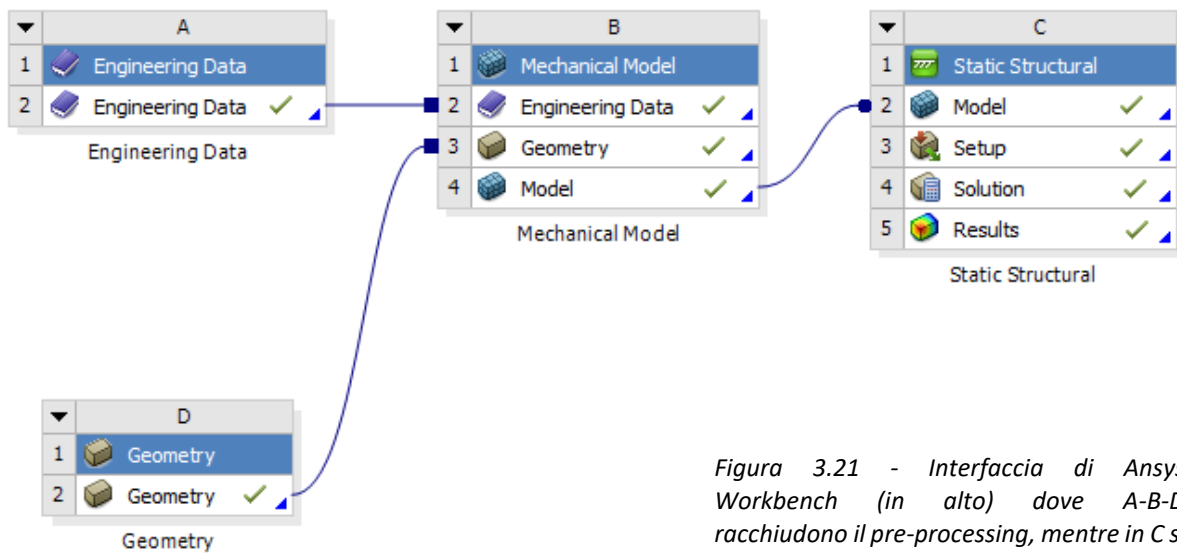 A
1 Engineering Data
2 Engineering Data
Engineering Data
B
1 Mechanical Model
2 Engineering Data
3 Geometry
4 Model
Mechanical Model
C
1 Static Structural
2 Model
3 Setup
4 Solution
5 Results
Static Structural
D
1 Geometry
2 Geometry
Geometry
Figura 3.21 - Interfaccia di Ansys
Workbench (in alto) dove A-B-D
racchiudono il pre-processing, mentre in C s